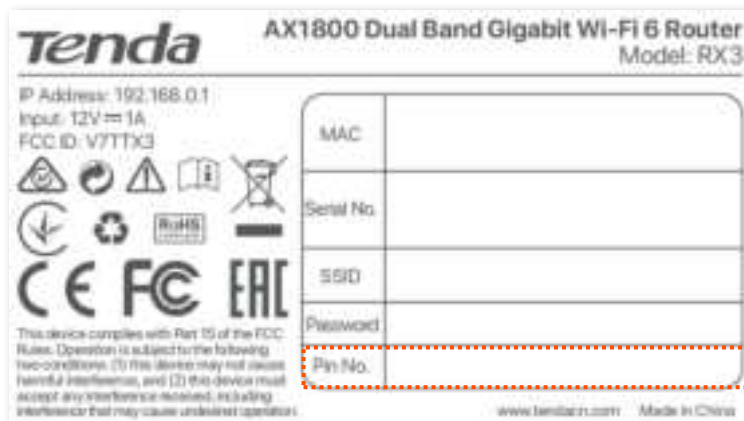 Tenda
AX1800 Dual Band Gigabit Wi-Fi 6 Router
Model: RX3
IP Address: 192.168.0.1
Input: 12V⎓1A
FCC ID: V7TTX3
RoHS
CE FC EAC
This device complies with Part 15 of the FCC
Rules. Operation is subject to the following
two conditions: (1) this device may not cause
harmful interference, and (2) this device must
accept any interference received, including
interference that may cause undesired operation.
MAC
Serial No.
SSID
Password
Pin No.
www.tendacn.com Made in China